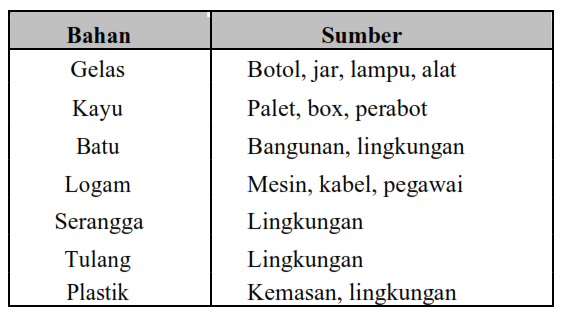 Bahan Sumber
Gelas Botol, jar, lampu, alat
Kayu Palet, box, perabot
Batu Bangunan, lingkungan
Logam Mesin, kabel, pegawai
Serangga Lingkungan
Tulang Lingkungan
Plastik Kemasan, lingkungan